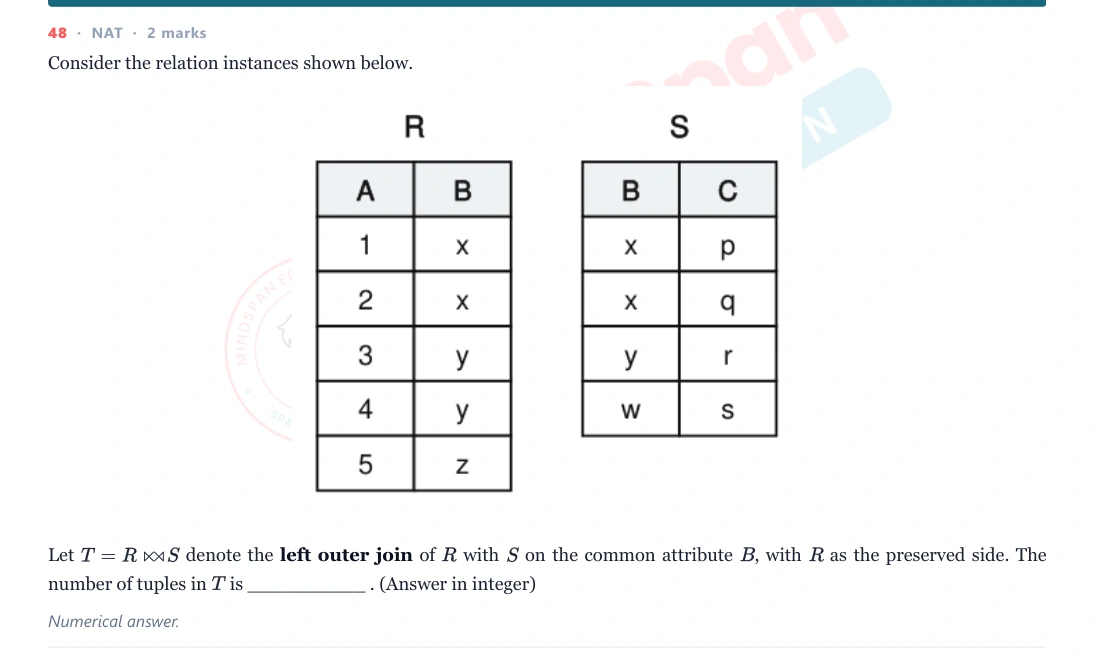 48 · NAT · 2 marks
Consider the relation instances shown below.
R S
A B B C
1 x x p
2 x x q
3 y y r
4 y w s
5 z
Let T = R ⋈⋈ S denote the left outer join of R with S on the common attribute B, with R as the preserved side. The
number of tuples in T is ____________ . (Answer in integer)
Numerical answer.
MINDSPAN